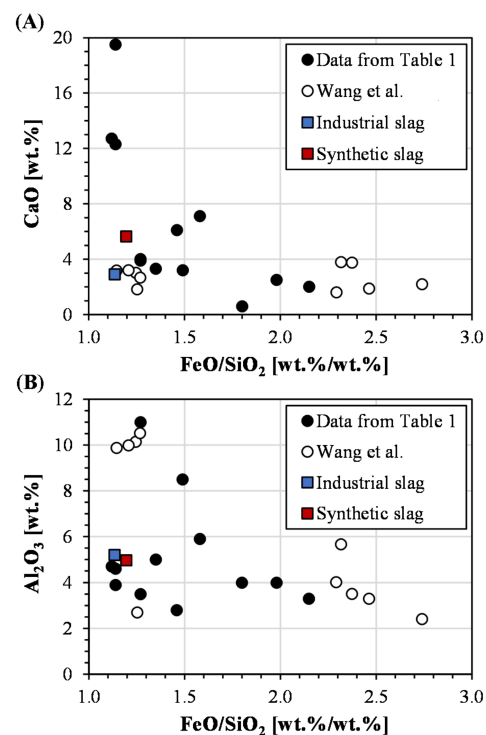 (A)
20
16
12
8
4
0
CaO [wt.%]
Data from Table 1
Wang et al.
Industrial slag
Synthetic slag
1.0 1.5 2.0 2.5 3.0
FeO/SiO₂ [wt.%/wt.%]
(B)
12
10
8
6
4
2
0
Al₂O₃ [wt.%]
Data from Table 1
Wang et al.
Industrial slag
Synthetic slag
1.0 1.5 2.0 2.5 3.0
FeO/SiO₂ [wt.%/wt.%]